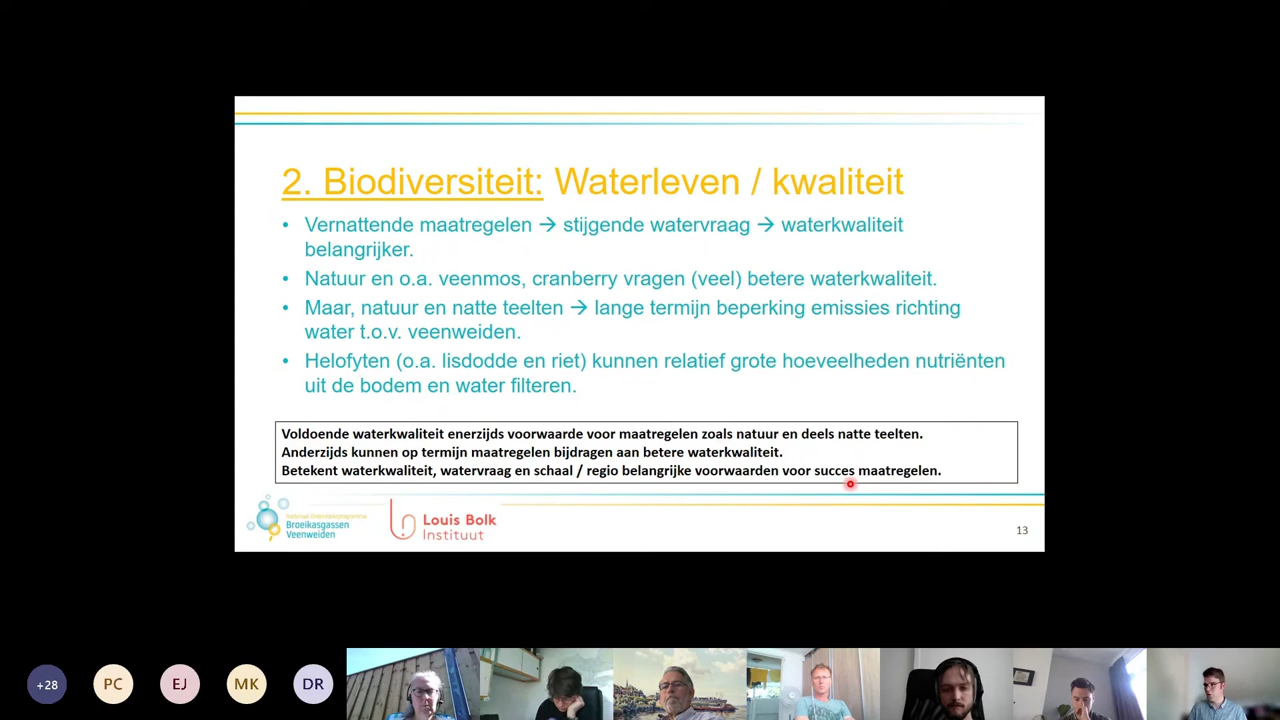 2. Biodiversiteit: Waterleven / kwaliteit
• Vernattende maatregelen → stijgende watervraag → waterkwaliteit
belangrijker.
• Natuur en o.a. veenmos, cranberry vragen (veel) betere waterkwaliteit.
• Maar, natuur en natte teelten → lange termijn beperking emissies richting
water t.o.v. veenweiden.
• Helofyten (o.a. lisdodde en riet) kunnen relatief grote hoeveelheden nutriënten
uit de bodem en water filteren.
Voldoende waterkwaliteit enerzijds voorwaarde voor maatregelen zoals natuur en deels natte teelten.
Anderzijds kunnen op termijn maatregelen bijdragen aan betere waterkwaliteit.
Betekent waterkwaliteit, watervraag en schaal / regio belangrijke voorwaarden voor succes maatregelen.
Nationaal Onderzoeksprogramma
Broeikasgassen
Veenweiden
Louis Bolk
Instituut
13
+28
PC
EJ
MK
DR